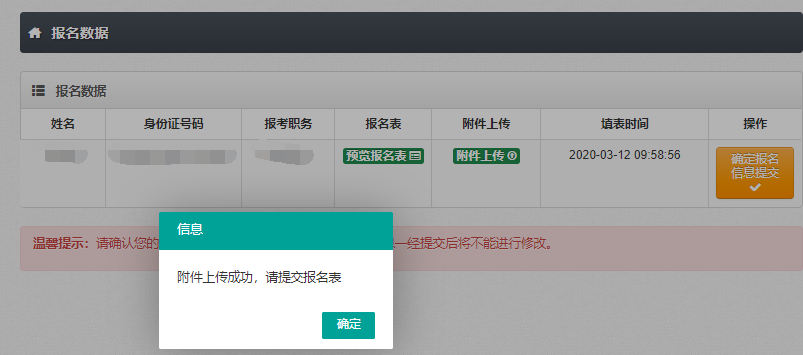 报名数据
报名数据
姓名 身份证号码 报考职务 报名表 附件上传 填表时间 操作
预览报名表 附件上传 2020-03-12 09:58:56 确定报名
信息提交
信息
温馨提示：请确认您的 一经提交后将不能进行修改。
附件上传成功，请提交报名表
确定